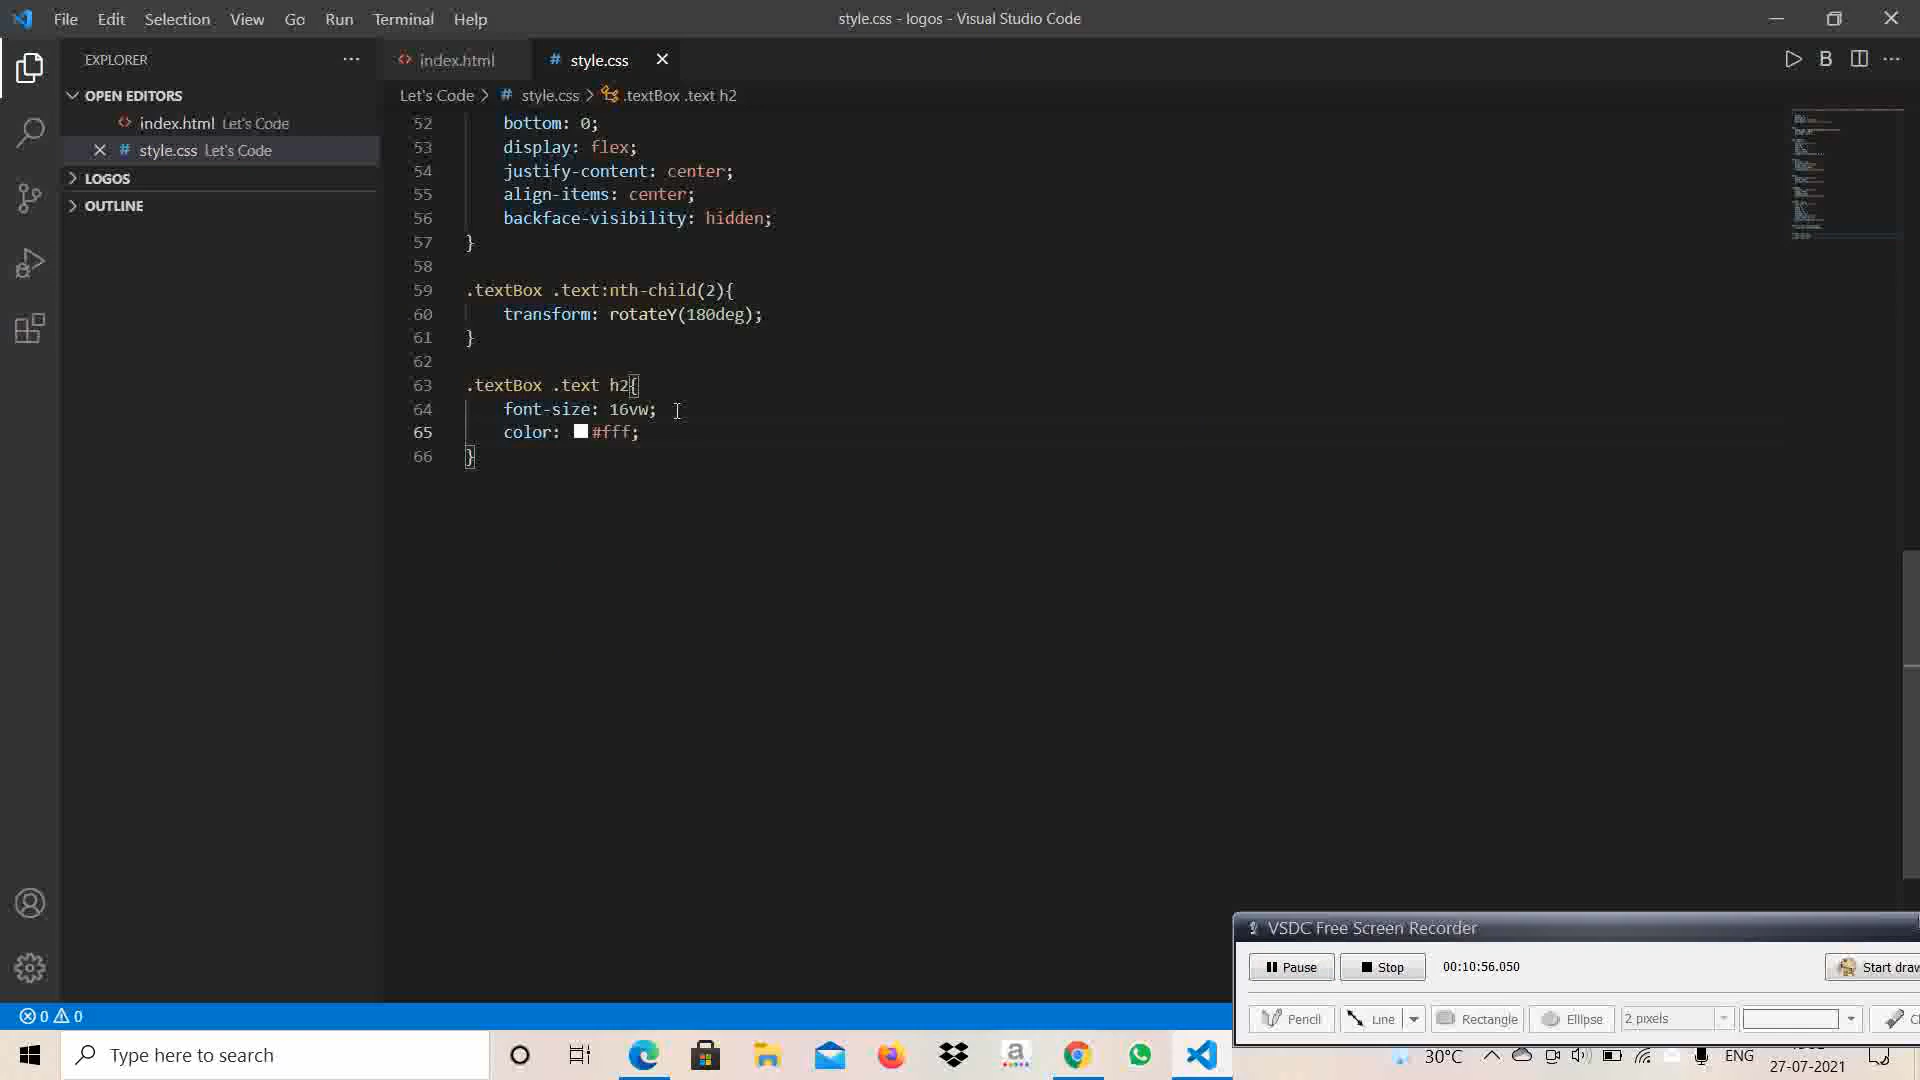 File Edit Selection View Go Run Terminal Help
style.css - logos - Visual Studio Code
EXPLORER
index.html
style.css
OPEN EDITORS
index.html Let's Code
style.css Let's Code
LOGOS
OUTLINE
Let's Code > # style.css > .textBox .text h2
52 bottom: 0;
53 display: flex;
54 justify-content: center;
55 align-items: center;
56 backface-visibility: hidden;
57 }
58
59 .textBox .text:nth-child(2){
60 transform: rotateY(180deg);
61 }
62
63 .textBox .text h2{
64 font-size: 16vw;
65 color: #fff;
66 }
VSDC Free Screen Recorder
Pause Stop 00:10:56.050 Start draw
Pencil Line Rectangle Ellipse 2 pixels
0 0
Type here to search
30°C ENG
27-07-2021